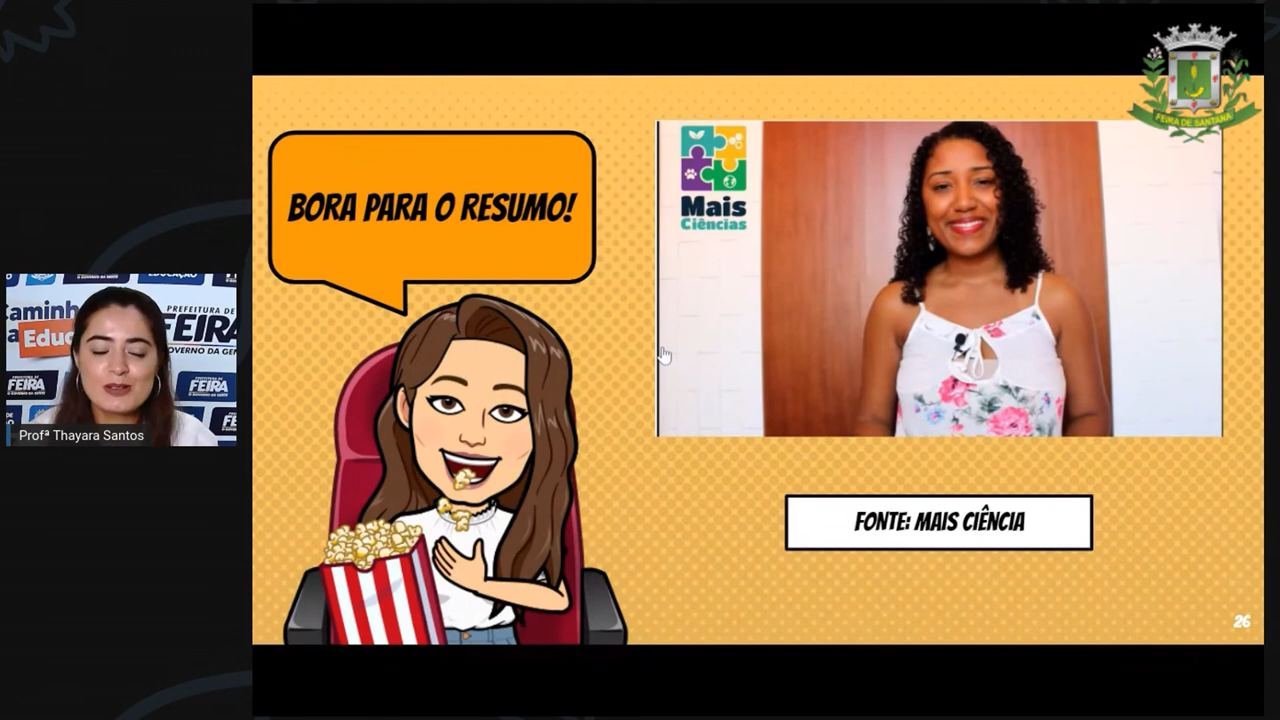 FEIRA DE SANTANA
BORA PARA O RESUMO!
Mais
Ciências
EDUCAÇÃO
Caminh
PREFEITURA DE
a Educ
FEIRA
GOVERNO DA GEN
FEIRA
FEIRA
Profª Thayara Santos
FONTE: MAIS CIÊNCIA
26